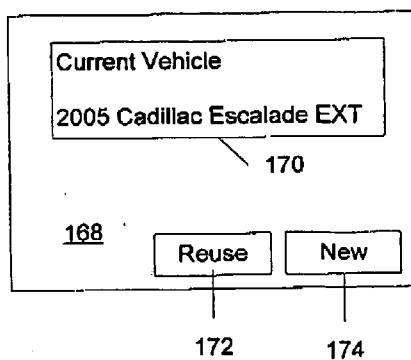 Current Vehicle
2005 Cadillac Escalade EXT
170
168
Reuse New
172 174